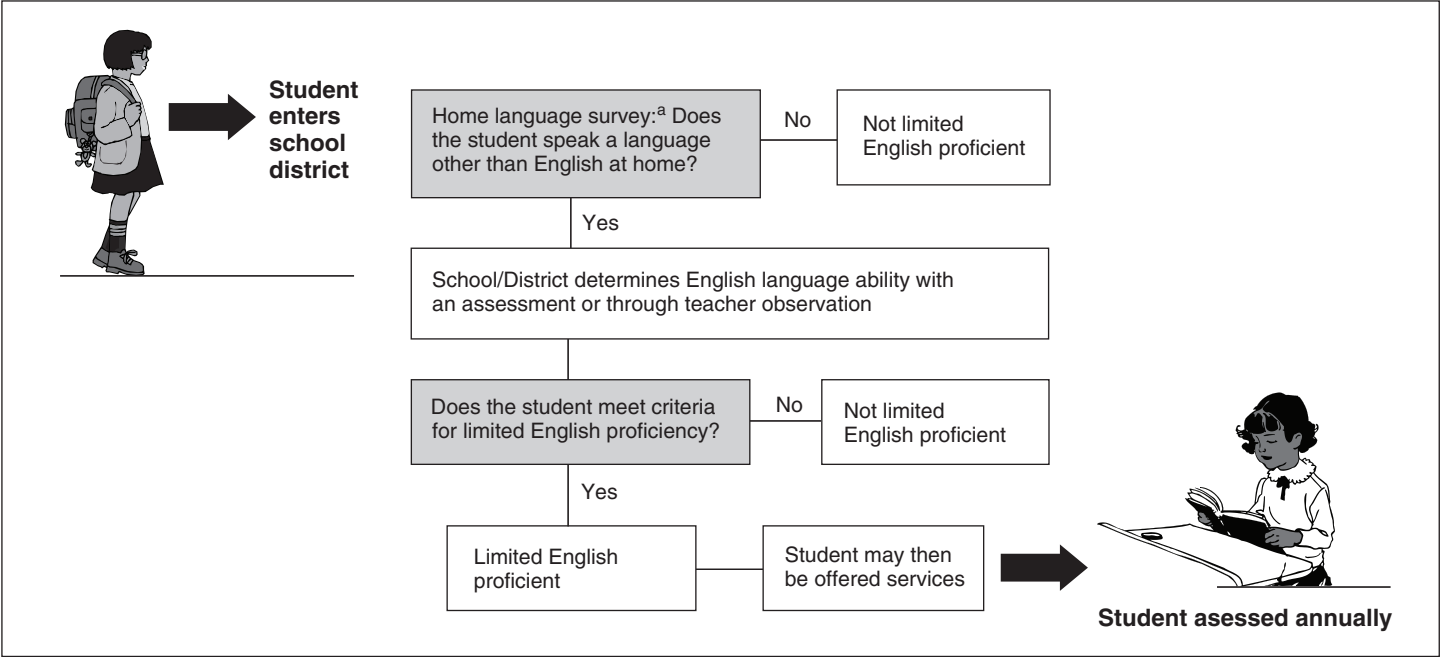 Student
enters
school
district
Home language survey:a Does
the student speak a language
other than English at home?
No
Not limited
English proficient
Yes
School/District determines English language ability with
an assessment or through teacher observation
Does the student meet criteria
for limited English proficiency?
No
Not limited
English proficient
Yes
Limited English
proficient
Student may then
be offered services
Student asessed annually